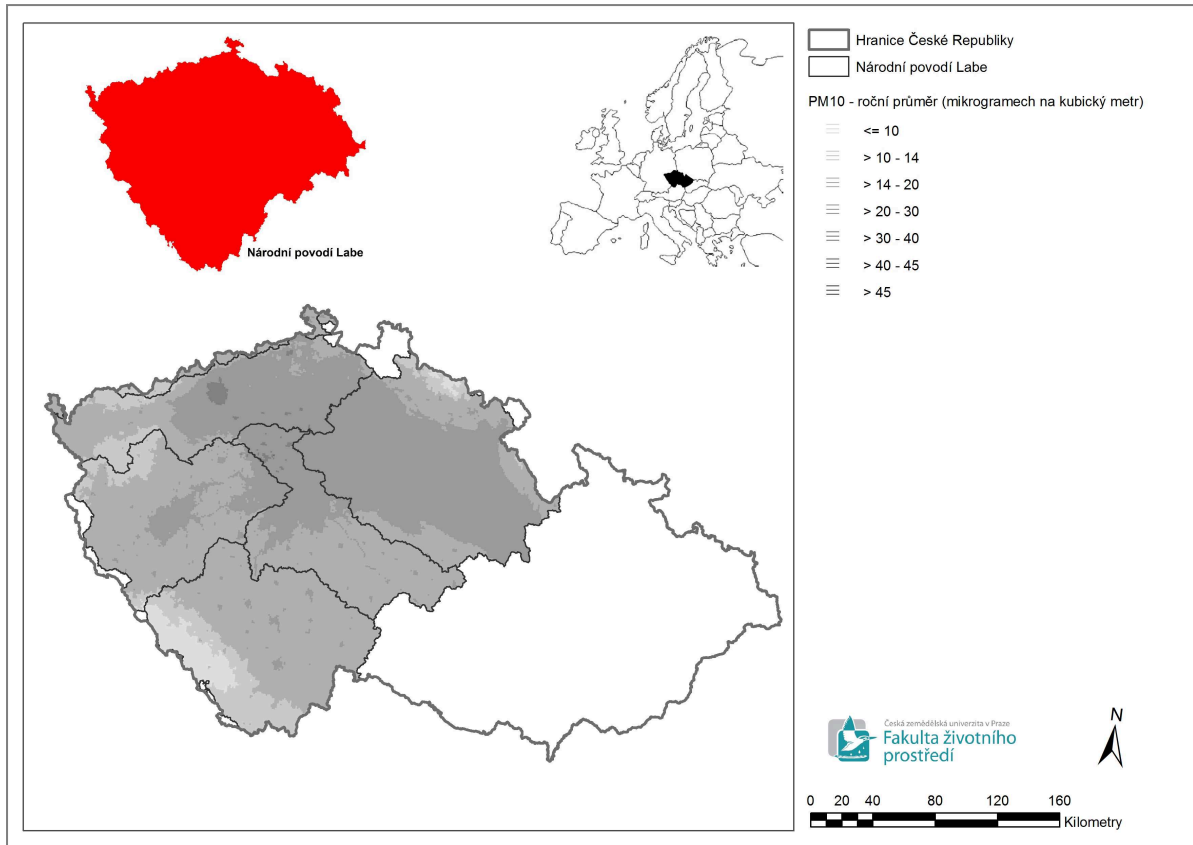 Národní povodí Labe
Hranice České Republiky
Národní povodí Labe
PM10 - roční průměr (mikrogramech na kubický metr)
<= 10
> 10 - 14
> 14 - 20
> 20 - 30
> 30 - 40
> 40 - 45
> 45
Česká zemědělská univerzita v Praze
Fakulta životního
prostředí
N
0 20 40 80 120 160
Kilometry